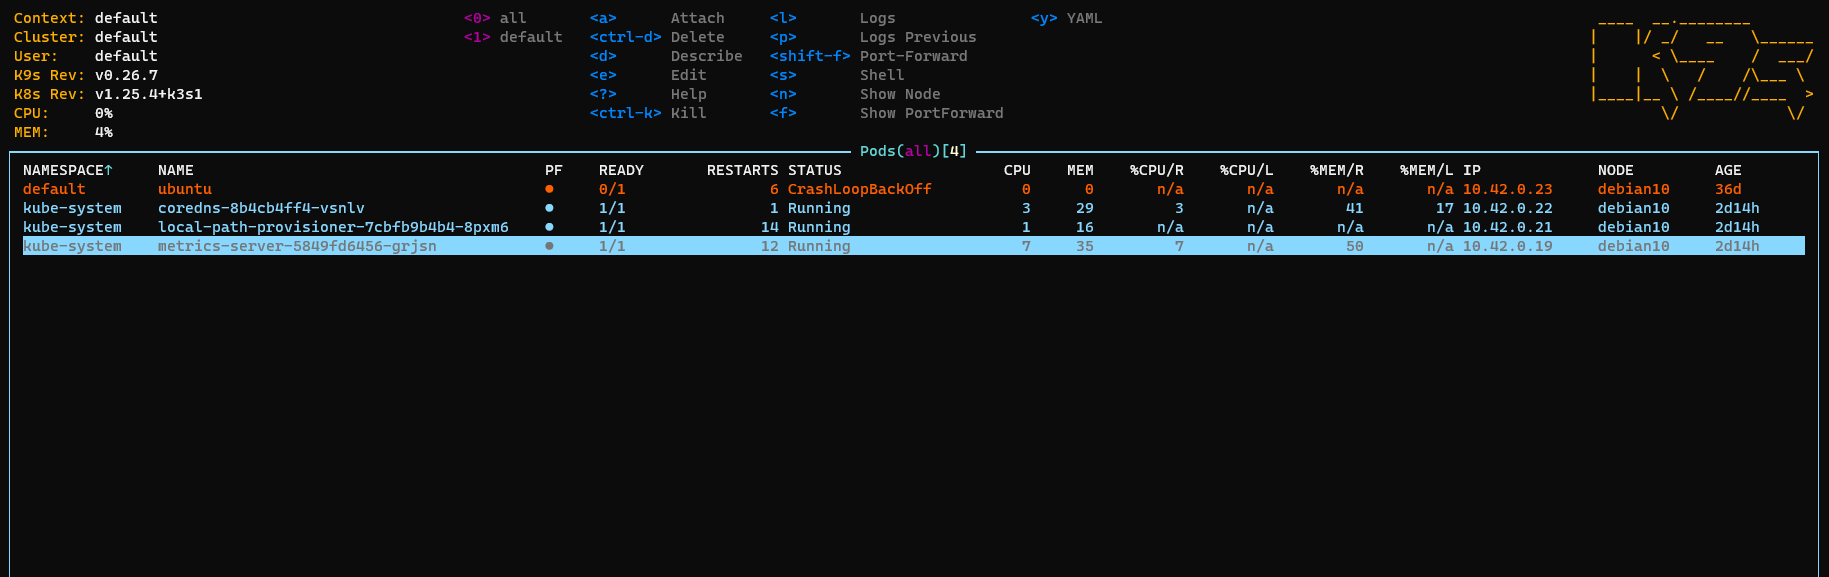 Context: default <0> all <a> Attach <l> Logs <y> YAML
Cluster: default <1> default <ctrl-d> Delete <p> Logs Previous
User: default <d> Describe <shift-f> Port-Forward
K9s Rev: v0.26.7 <e> Edit <s> Shell
K8s Rev: v1.25.4+k3s1 <?> Help <n> Show Node
CPU: 0% <ctrl-k> Kill <f> Show PortForward
MEM: 4%
Pods(all)[4]
NAMESPACE↑ NAME PF READY RESTARTS STATUS CPU MEM %CPU/R %CPU/L %MEM/R %MEM/L IP NODE AGE
default ubuntu ● 0/1 6 CrashLoopBackOff 0 0 n/a n/a n/a n/a 10.42.0.23 debian10 36d
kube-system coredns-8b4cb4ff4-vsnlv ● 1/1 1 Running 3 29 3 n/a 41 17 10.42.0.22 debian10 2d14h
kube-system local-path-provisioner-7cbfb9b4b4-8pxm6 ● 1/1 14 Running 1 16 n/a n/a n/a n/a 10.42.0.21 debian10 2d14h
kube-system metrics-server-5849fd6456-grjsn ● 1/1 12 Running 7 35 7 n/a 50 n/a 10.42.0.19 debian10 2d14h